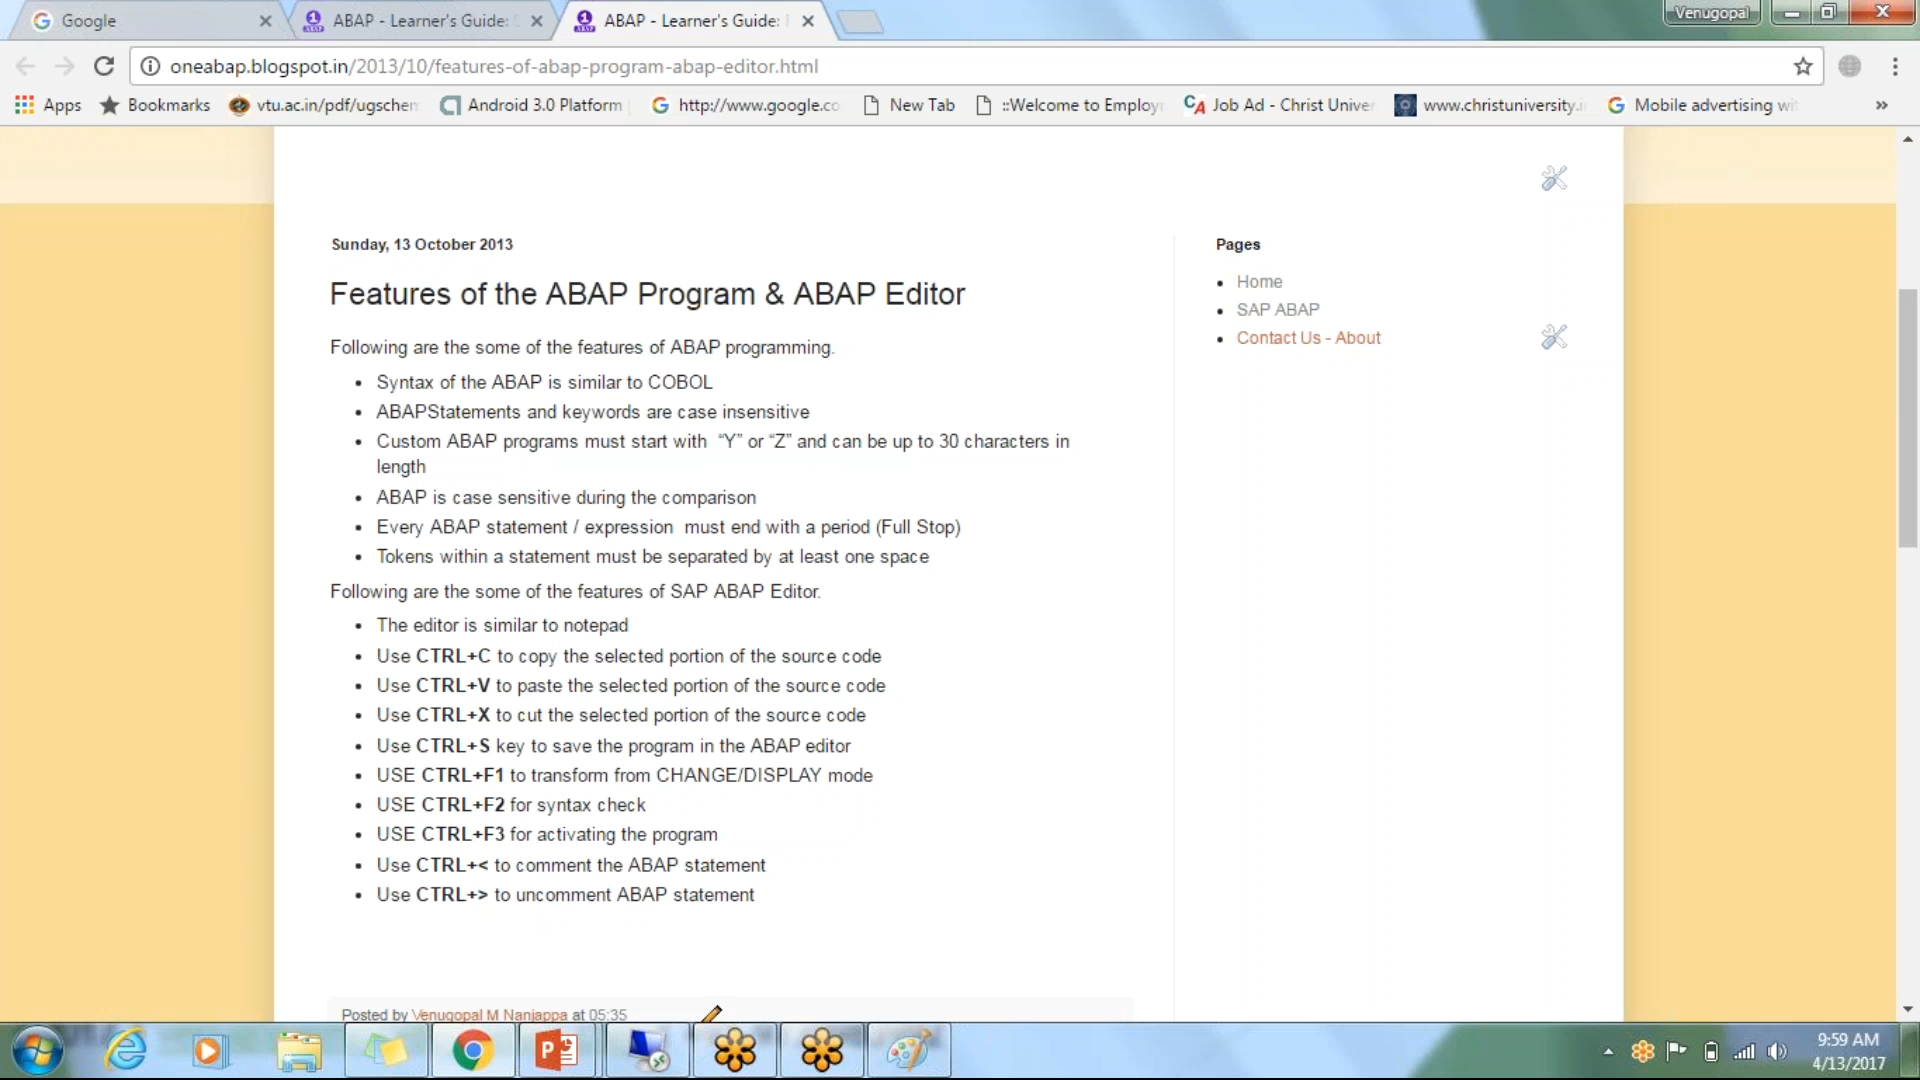 Google
ABAP - Learner's Guide:
ABAP - Learner's Guide:
Venugopal
oneabap.blogspot.in/2013/10/features-of-abap-program-abap-editor.html
Apps
Bookmarks
vtu.ac.in/pdf/ugschem
Android 3.0 Platform
http://www.google.co
New Tab
::Welcome to Employ
Job Ad - Christ Univer
www.christuniversity.i
Mobile advertising wi
»
Sunday, 13 October 2013
Features of the ABAP Program & ABAP Editor
Following are the some of the features of ABAP programming.
• Syntax of the ABAP is similar to COBOL
• ABAPStatements and keywords are case insensitive
• Custom ABAP programs must start with “Y” or “Z” and can be up to 30 characters in
length
• ABAP is case sensitive during the comparison
• Every ABAP statement / expression must end with a period (Full Stop)
• Tokens within a statement must be separated by at least one space
Following are the some of the features of SAP ABAP Editor.
• The editor is similar to notepad
• Use CTRL+C to copy the selected portion of the source code
• Use CTRL+V to paste the selected portion of the source code
• Use CTRL+X to cut the selected portion of the source code
• Use CTRL+S key to save the program in the ABAP editor
• USE CTRL+F1 to transform from CHANGE/DISPLAY mode
• USE CTRL+F2 for syntax check
• USE CTRL+F3 for activating the program
• Use CTRL+< to comment the ABAP statement
• Use CTRL+> to uncomment ABAP statement
Posted by Venugopal M Nanjappa at 05:35
Pages
• Home
• SAP ABAP
• Contact Us - About
9:59 AM
4/13/2017